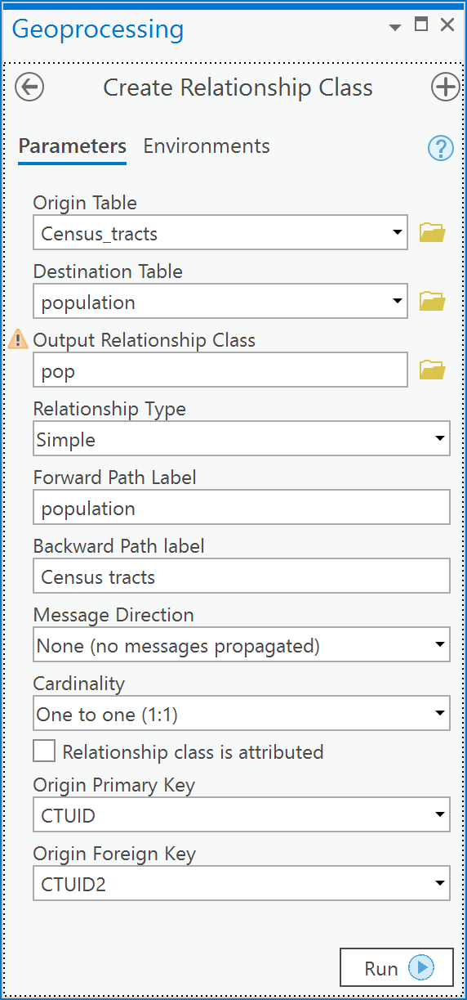 Geoprocessing
Create Relationship Class
Parameters Environments
?
Origin Table
Census_tracts
Destination Table
population
Output Relationship Class
pop
Relationship Type
Simple
Forward Path Label
population
Backward Path label
Census tracts
Message Direction
None (no messages propagated)
Cardinality
One to one (1:1)
Relationship class is attributed
Origin Primary Key
CTUID
Origin Foreign Key
CTUID2
Run